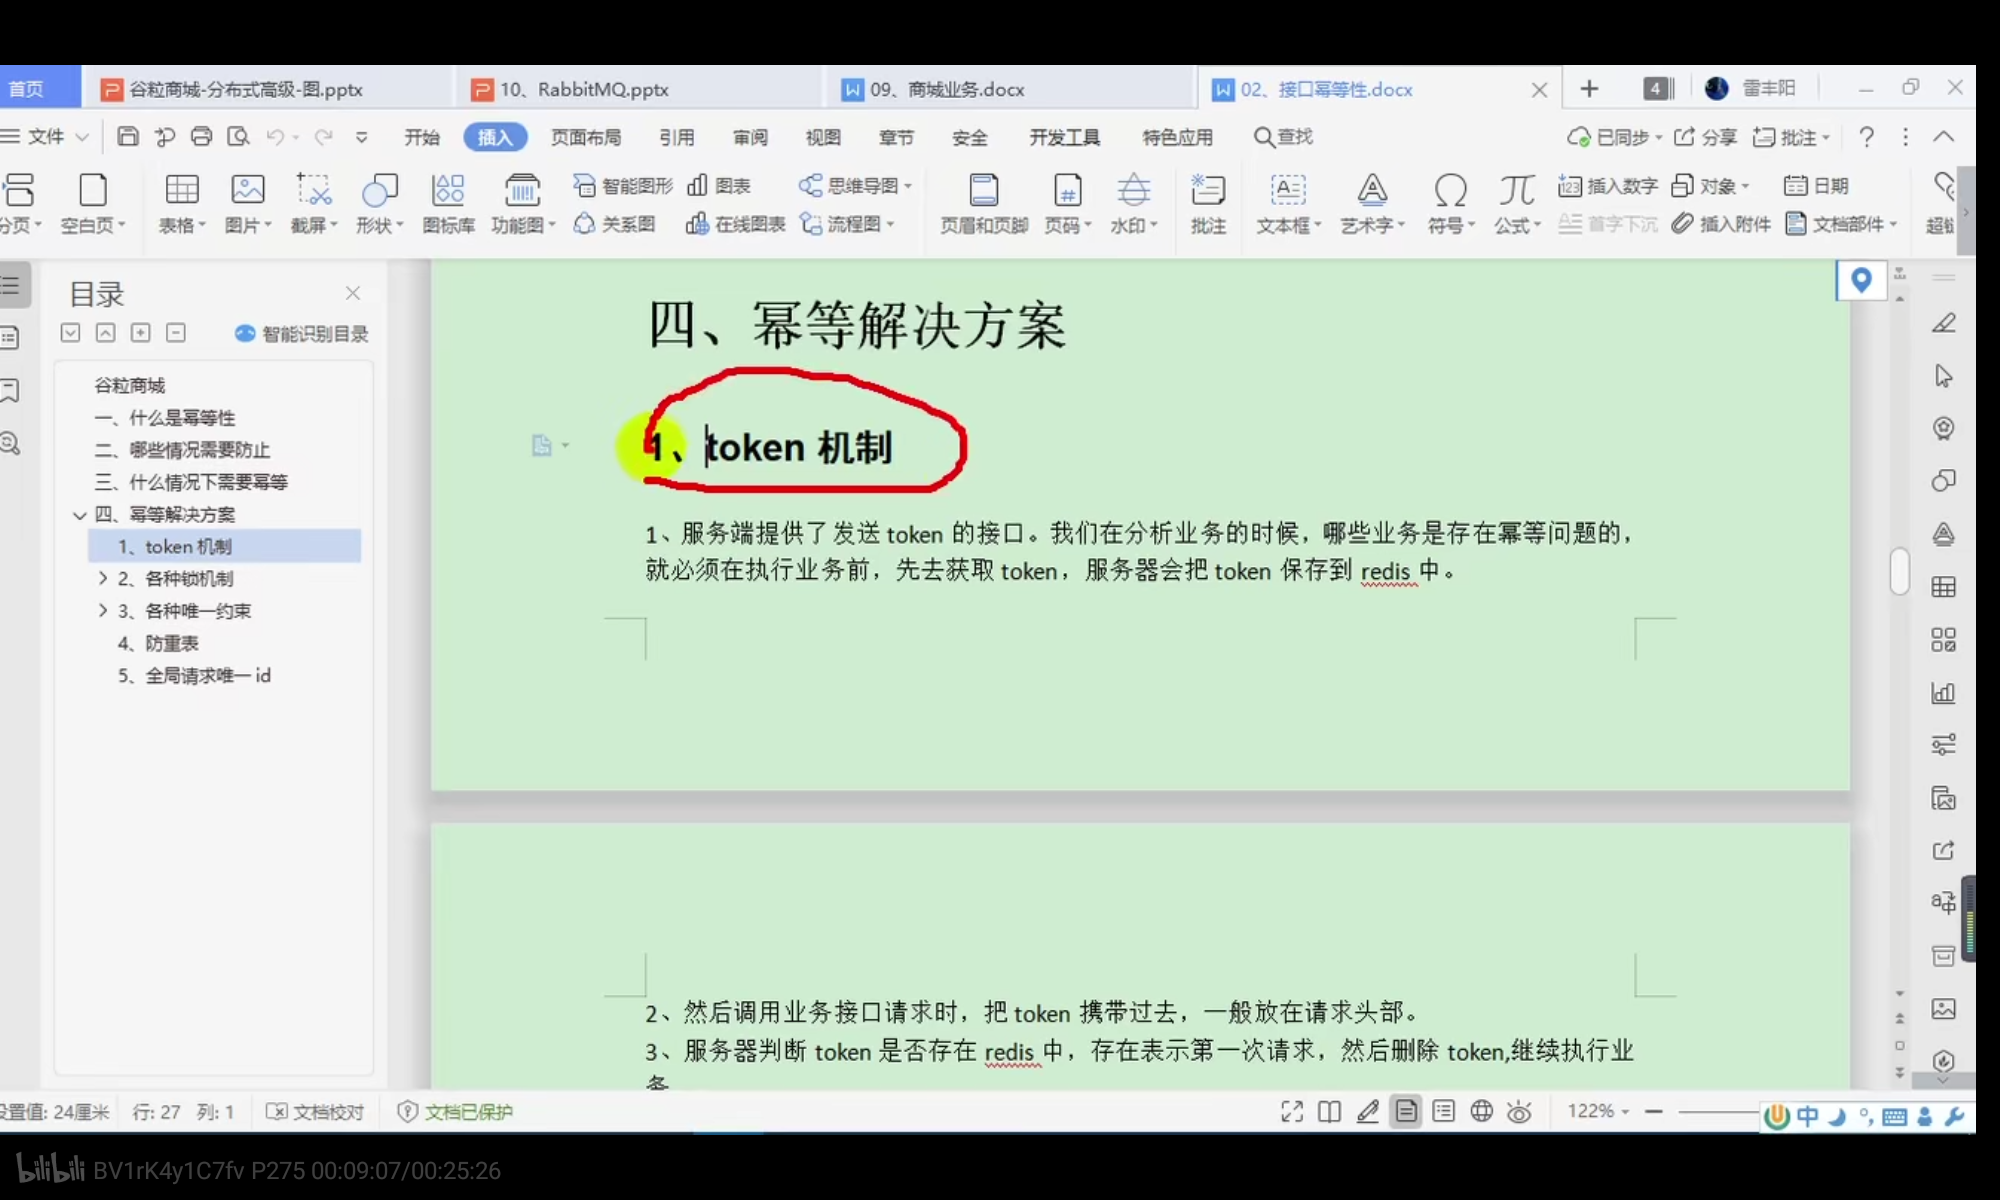 首页
谷粒商城-分布式高级-图.pptx
10、RabbitMQ.pptx
09、商城业务.docx
02、接口幂等性.docx
4
雷丰阳
文件
开始
插入
页面布局
引用
审阅
视图
章节
安全
开发工具
特色应用
查找
已同步
分享
批注
分页
空白页
表格
图片
截屏
形状
图标库
功能图
智能图形
图表
关系图
在线图表
思维导图
流程图
页眉和页脚
页码
水印
批注
文本框
艺术字
符号
公式
插入数字
首字下沉
对象
插入附件
日期
文档部件
目录
智能识别目录
谷粒商城
一、什么是幂等性
二、哪些情况需要防止
三、什么情况下需要幂等
四、幂等解决方案
1、token 机制
2、各种锁机制
3、各种唯一约束
4、防重表
5、全局请求唯一 id
四、幂等解决方案
1、token 机制
1、服务端提供了发送 token 的接口。我们在分析业务的时候，哪些业务是存在幂等问题的，
就必须在执行业务前，先去获取 token，服务器会把 token 保存到 redis 中。
2、然后调用业务接口请求时，把 token 携带过去，一般放在请求头部。
3、服务器判断 token 是否存在 redis 中，存在表示第一次请求，然后删除 token,继续执行业
务
设置值: 24厘米
行: 27
列: 1
文档校对
文档已保护
122%
中
bilibili BV1rK4y1C7fv P275 00:09:07/00:25:26